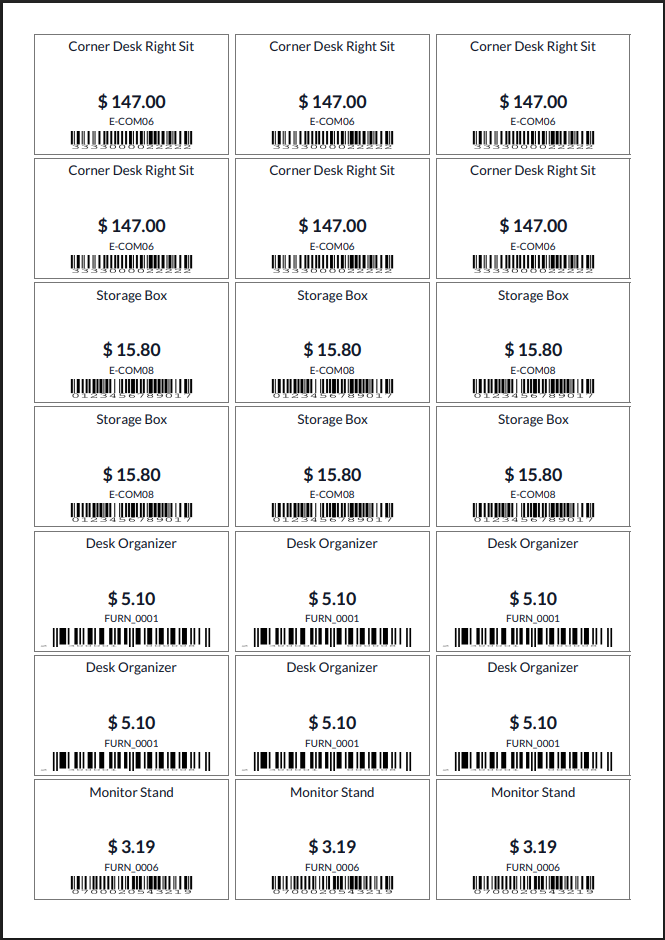 Corner Desk Right Sit Corner Desk Right Sit Corner Desk Right Sit
$ 147.00 $ 147.00 $ 147.00
E-COM06 E-COM06 E-COM06
3333000022222 3333000022222 3333000022222
Corner Desk Right Sit Corner Desk Right Sit Corner Desk Right Sit
$ 147.00 $ 147.00 $ 147.00
E-COM06 E-COM06 E-COM06
3333000022222 3333000022222 3333000022222
Storage Box Storage Box Storage Box
$ 15.80 $ 15.80 $ 15.80
E-COM08 E-COM08 E-COM08
0123456789017 0123456789017 0123456789017
Storage Box Storage Box Storage Box
$ 15.80 $ 15.80 $ 15.80
E-COM08 E-COM08 E-COM08
0123456789017 0123456789017 0123456789017
Desk Organizer Desk Organizer Desk Organizer
$ 5.10 $ 5.10 $ 5.10
FURN_0001 FURN_0001 FURN_0001
Desk Organizer Desk Organizer Desk Organizer
$ 5.10 $ 5.10 $ 5.10
FURN_0001 FURN_0001 FURN_0001
Monitor Stand Monitor Stand Monitor Stand
$ 3.19 $ 3.19 $ 3.19
FURN_0006 FURN_0006 FURN_0006
0700020543219 0700020543219 0700020543219